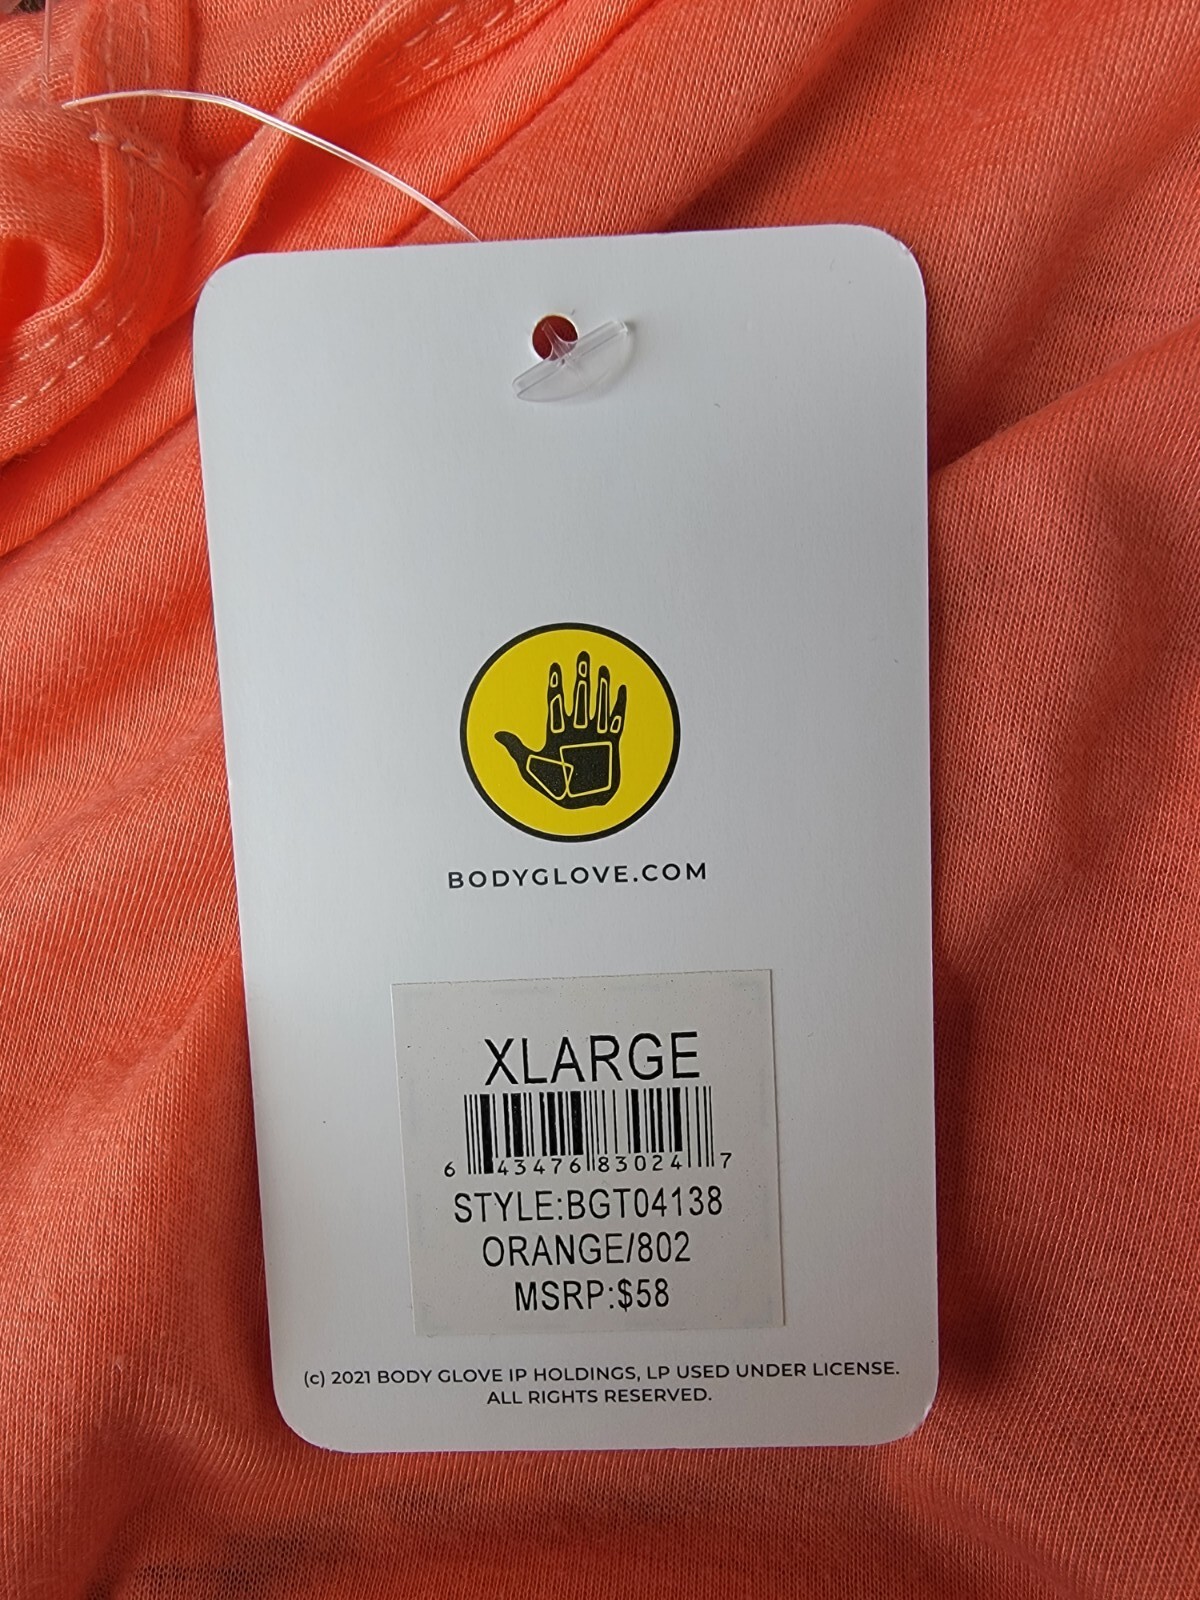 BODYGLOVE.COM
XLARGE
6 43476 83024 7
STYLE:BGT04138
ORANGE/802
MSRP:$58
(c) 2021 BODY GLOVE IP HOLDINGS, LP USED UNDER LICENSE.
ALL RIGHTS RESERVED.